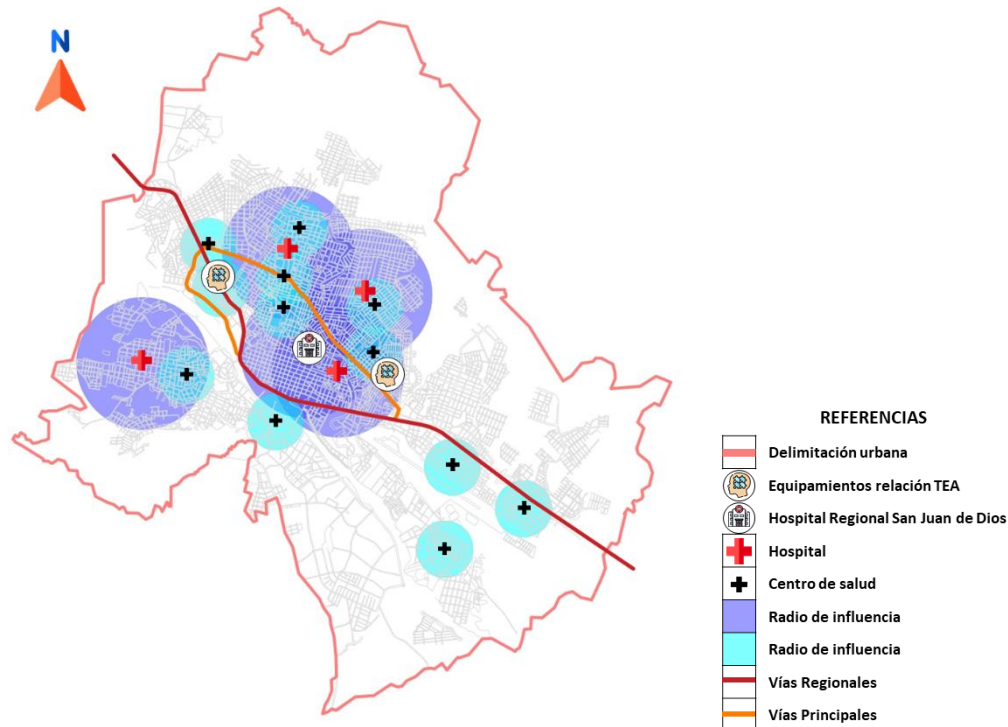 N
REFERENCIAS
Delimitación urbana
Equipamientos relación TEA
Hospital Regional San Juan de Dios
Hospital
Centro de salud
Radio de influencia
Radio de influencia
Vías Regionales
Vías Principales